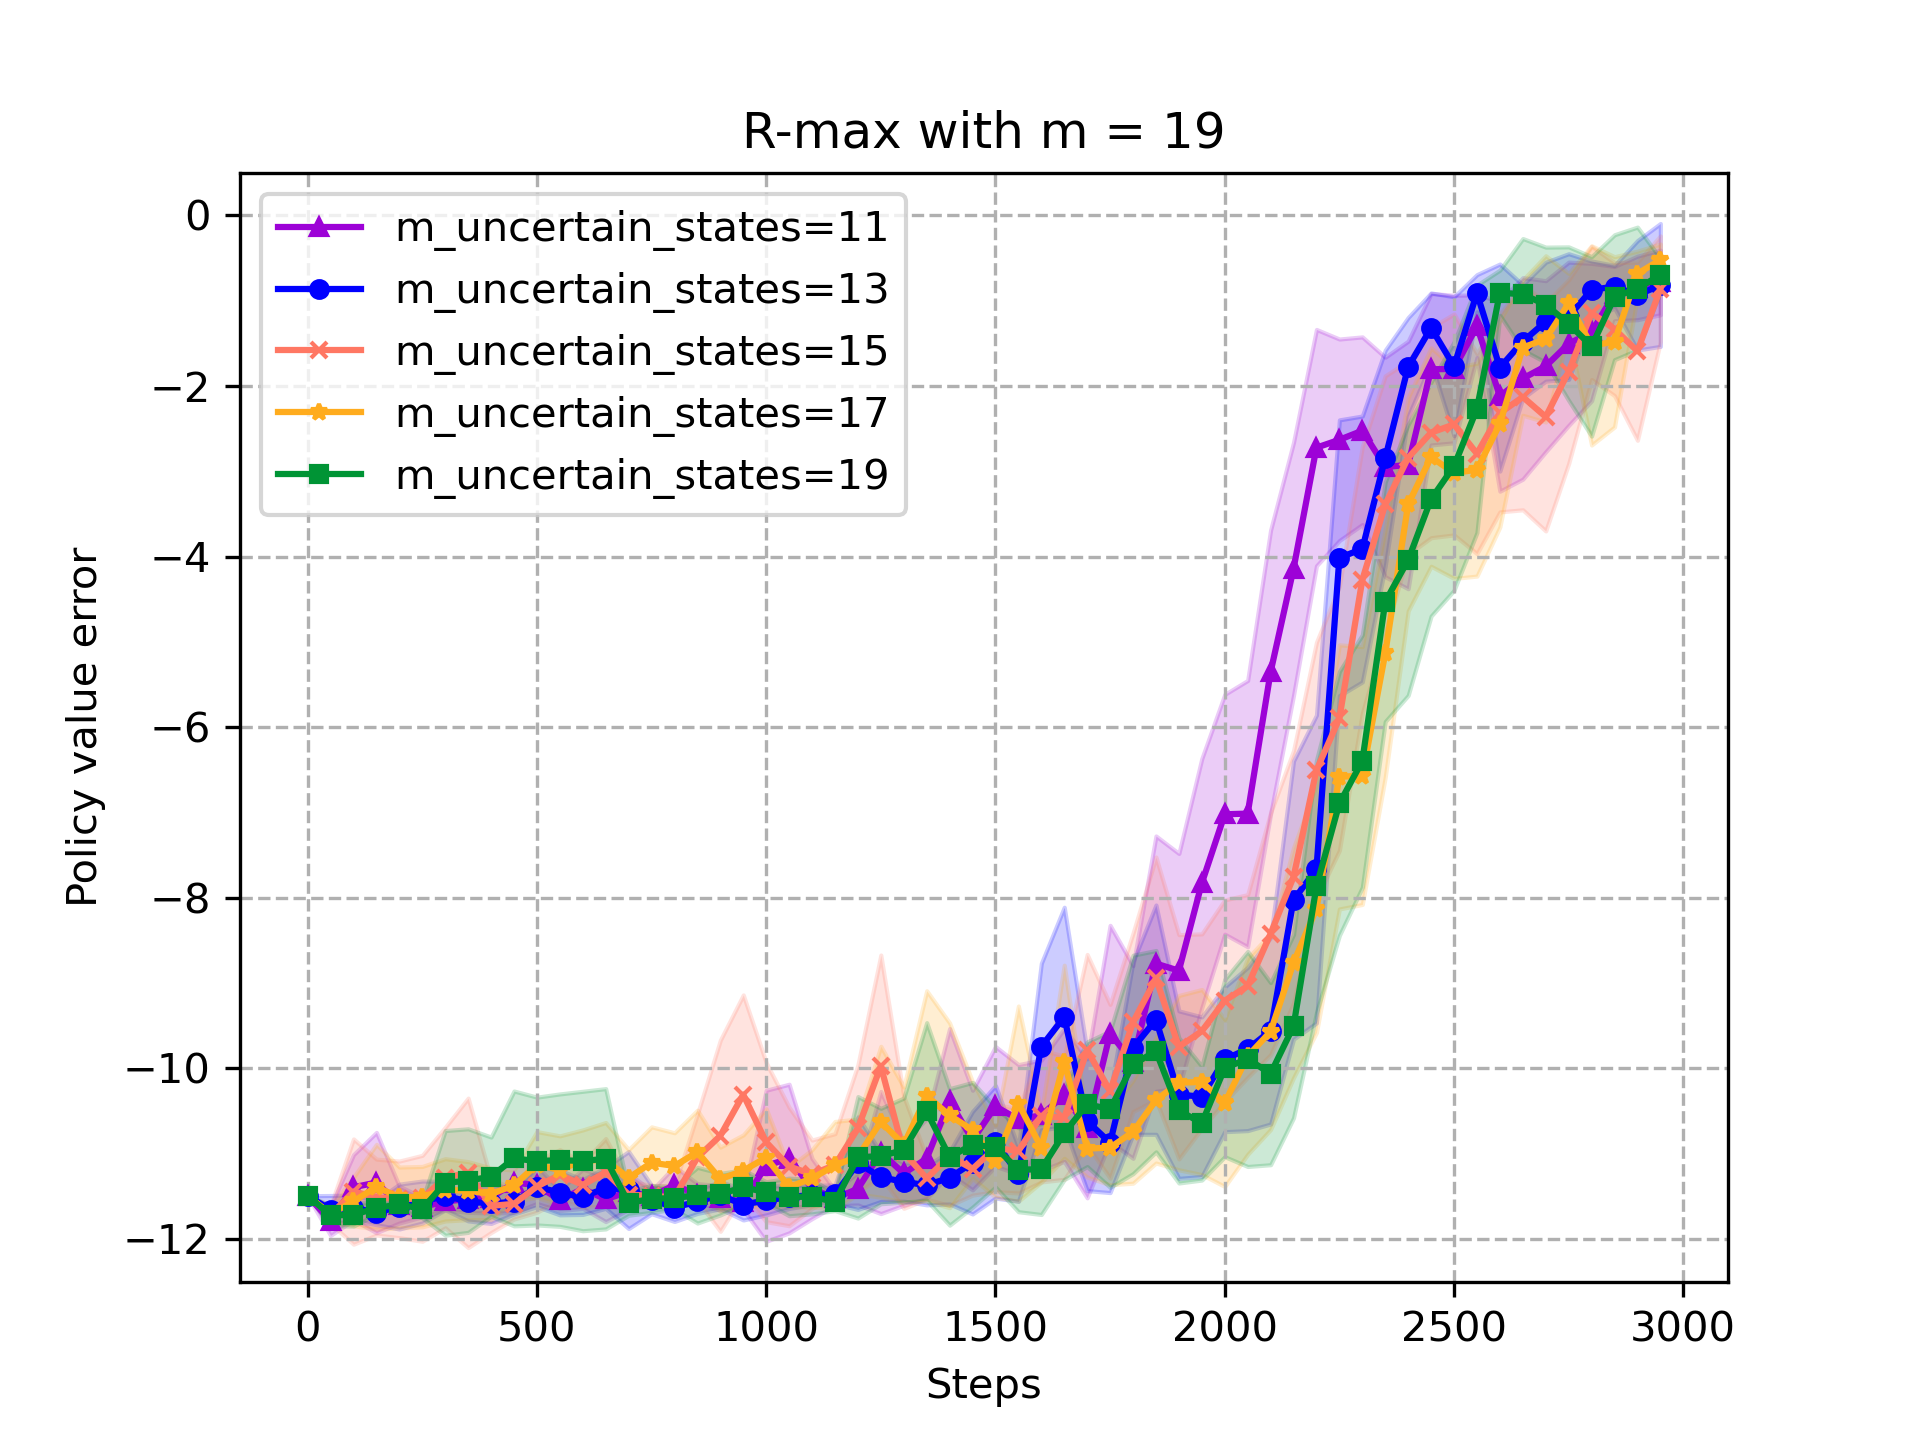 R-max with m = 19
m_uncertain_states=11
m_uncertain_states=13
m_uncertain_states=15
m_uncertain_states=17
m_uncertain_states=19
Policy value error
0
−2
−4
−6
−8
−10
−12
0 500 1000 1500 2000 2500 3000
Steps